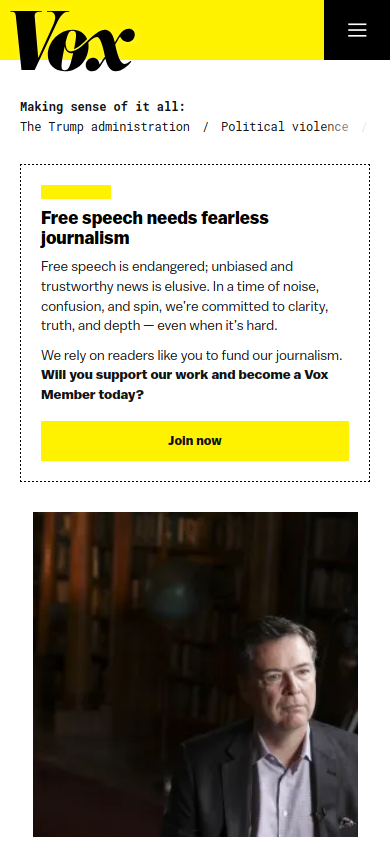 Vox
Making sense of it all:
The Trump administration / Political violence /
Free speech needs fearless
journalism
Free speech is endangered; unbiased and
trustworthy news is elusive. In a time of noise,
confusion, and spin, we're committed to clarity,
truth, and depth — even when it's hard.
We rely on readers like you to fund our journalism.
Will you support our work and become a Vox
Member today?
Join now